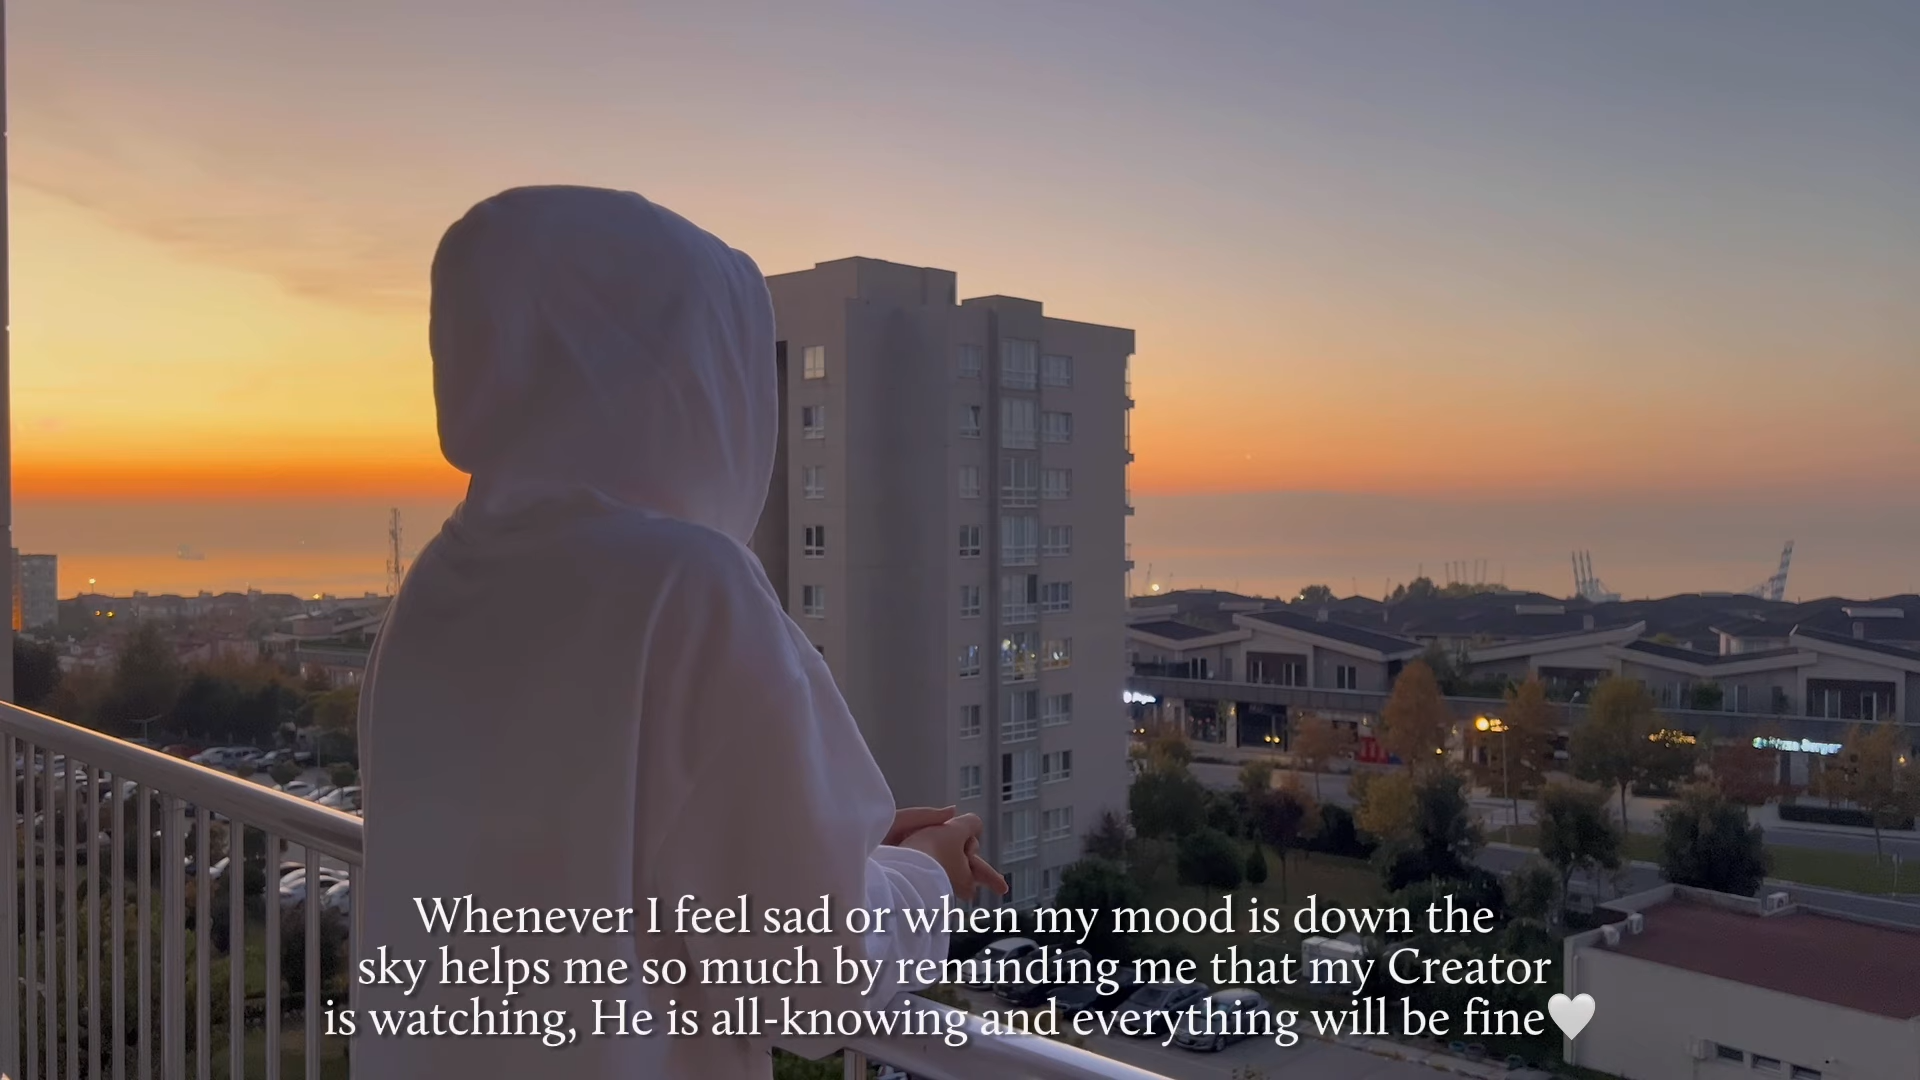 Whenever I feel sad or when my mood is down the
sky helps me so much by reminding me that my Creator
is watching, He is all-knowing and everything will be fine🤍